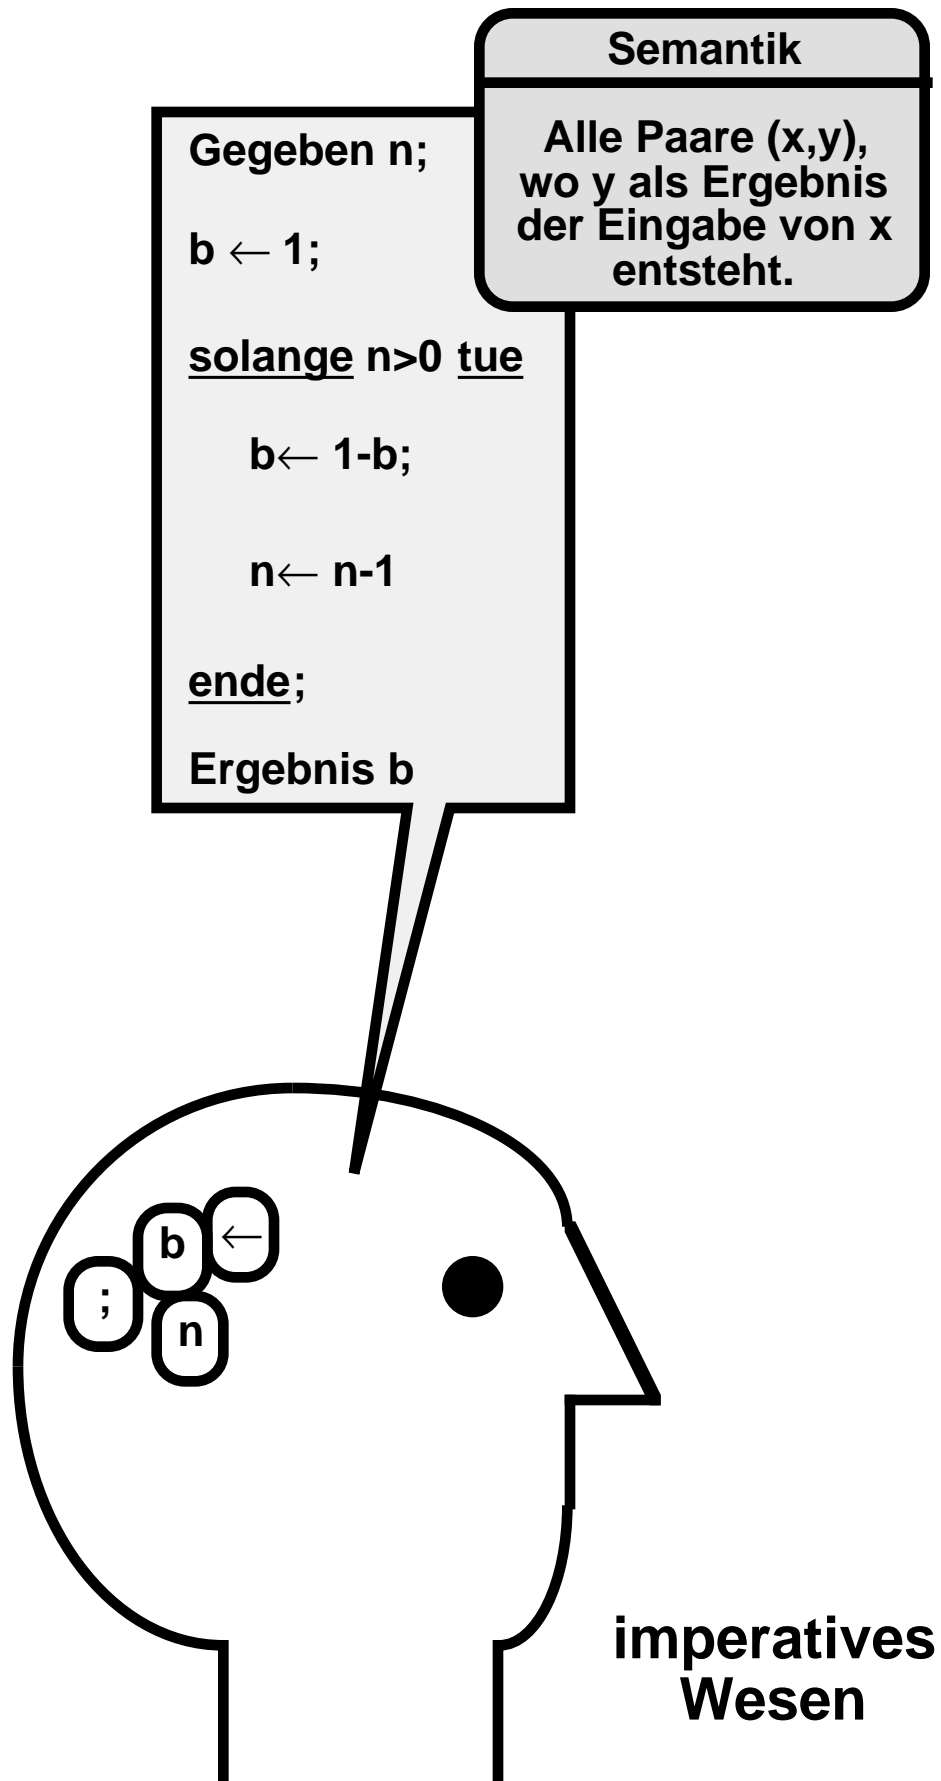 Semantik
Alle Paare (x,y),
wo y als Ergebnis
der Eingabe von x
entsteht.
Gegeben n;
b ← 1;
solange n>0 tue
b← 1-b;
n← n-1
ende;
Ergebnis b
←
b
;
n
imperatives
Wesen